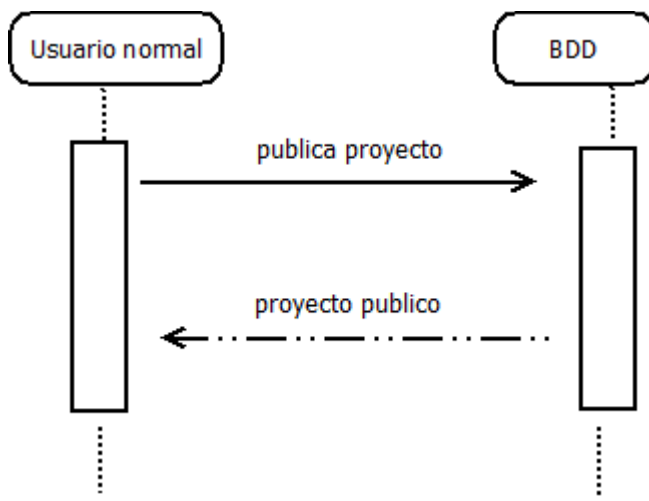 Usuario normal
BDD
publica proyecto
proyecto publico